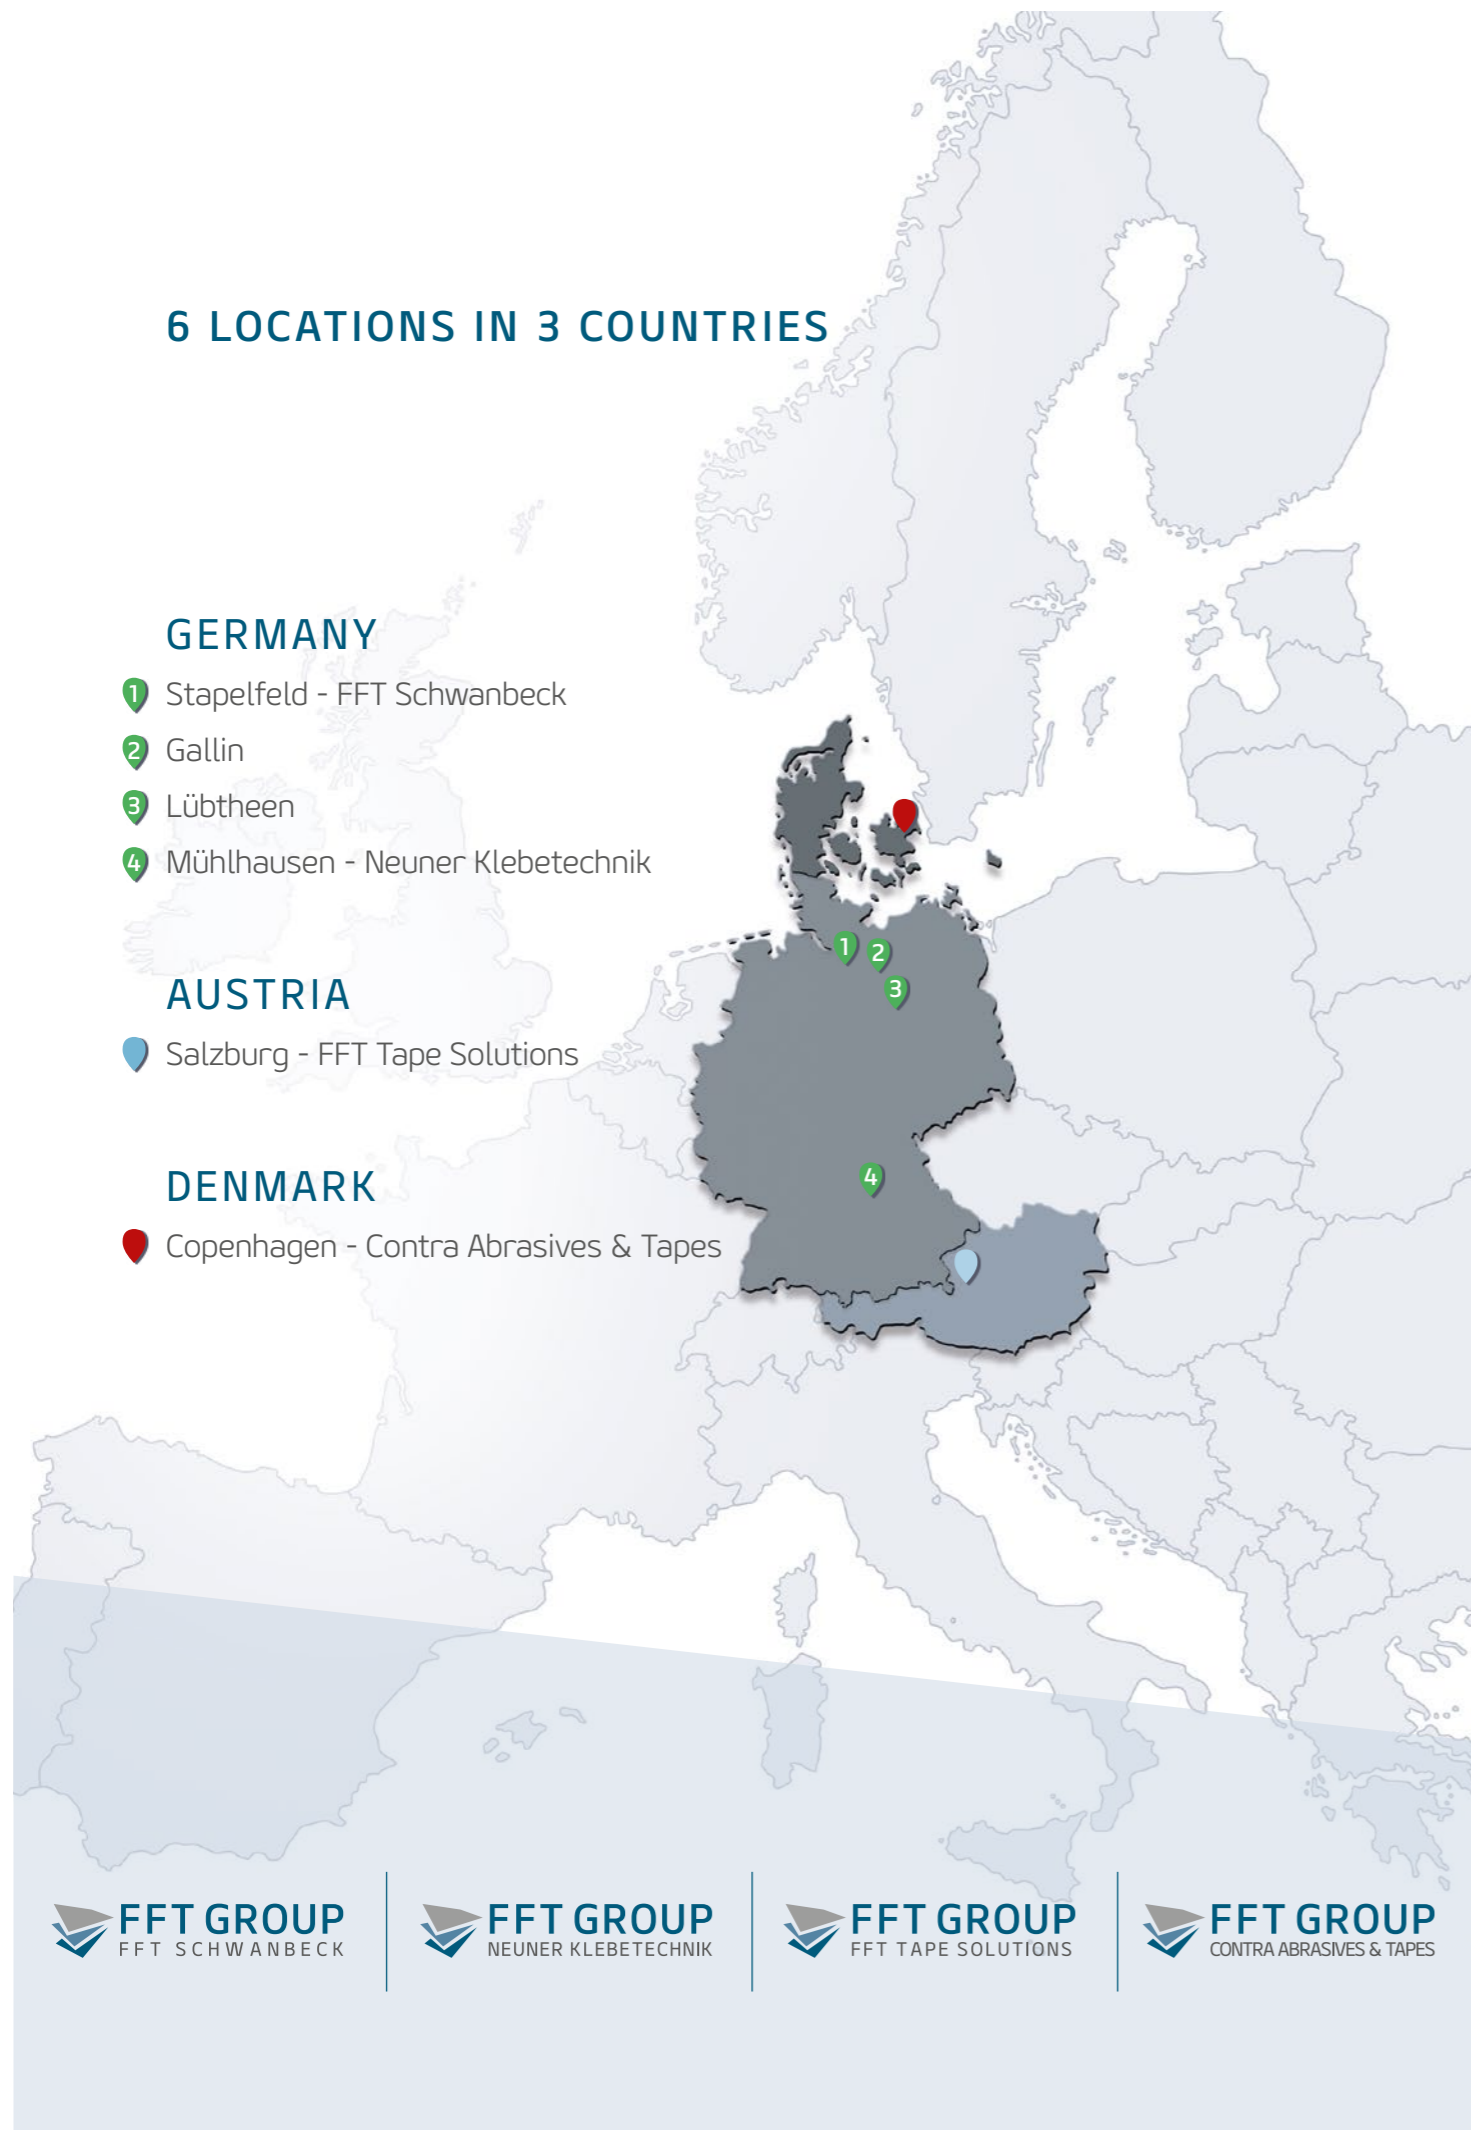 6 LOCATIONS IN 3 COUNTRIES
GERMANY
1 Stapelfeld - FFT Schwanbeck
2 Gallin
3 Lübtheen
4 Mühlhausen - Neuner Klebetechnik
AUSTRIA
Salzburg - FFT Tape Solutions
DENMARK
Copenhagen - Contra Abrasives & Tapes
1
2
3
4
FFT GROUP
FFT SCHWANBECK
FFT GROUP
NEUNER KLEBETECHNIK
FFT GROUP
FFT TAPE SOLUTIONS
FFT GROUP
CONTRA ABRASIVES & TAPES